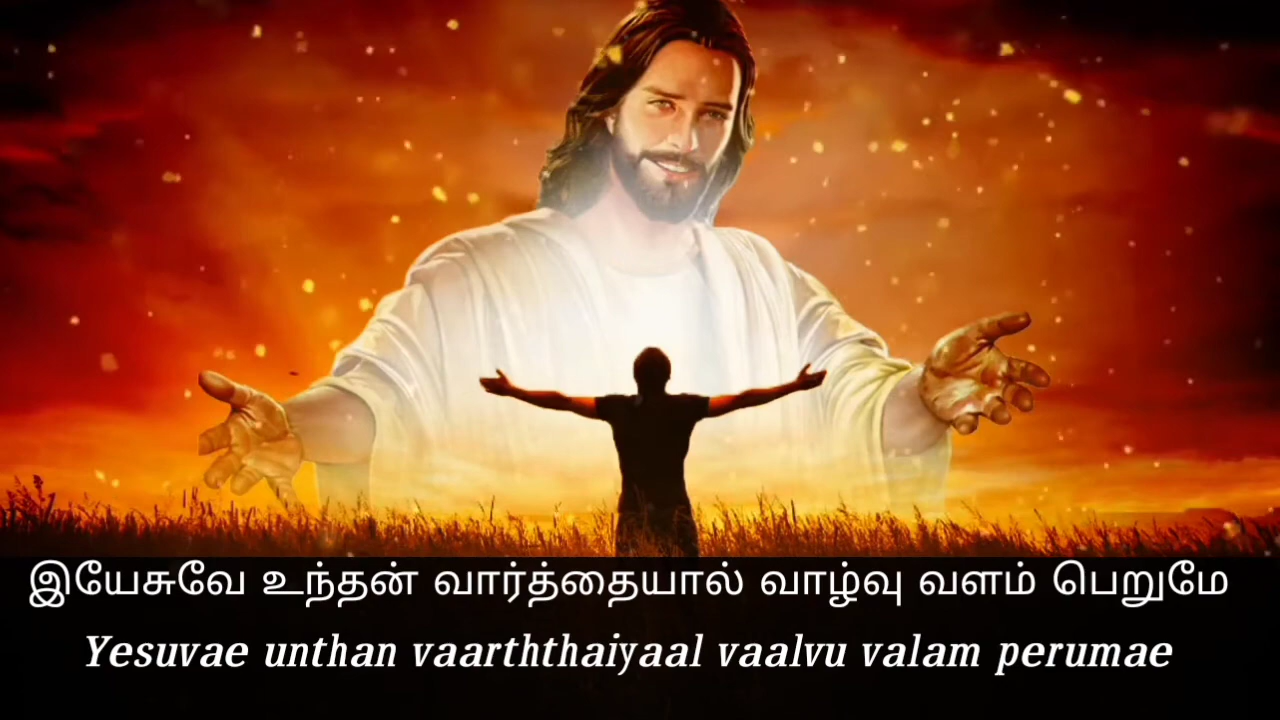 இயேசுவே உந்தன் வார்த்தையால் வாழ்வு வளம் பெறுமே
Yesuvae unthan vaarththaiyaal vaalvu valam perumae